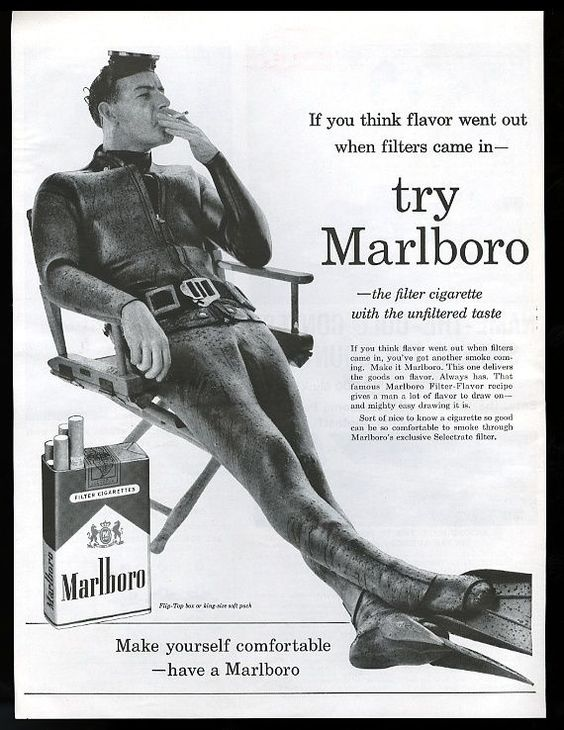 If you think flavor went out
when filters came in—
try
Marlboro
—the filter cigarette
with the unfiltered taste
If you think flavor went out when filters
came in, you've got another smoke com-
ing. Make it Marlboro. This one delivers
the goods on flavor. Always has. That
famous Marlboro Filter-Flavor recipe
gives a man a lot of flavor to draw on—
and mighty easy drawing it is.
Sort of nice to know a cigarette so good
can be so comfortable to smoke through
Marlboro's exclusive Selectrate filter.
FILTER CIGARETTES
Marlboro
Marlboro
Flip-Top box or king-size soft pack
Make yourself comfortable
—have a Marlboro